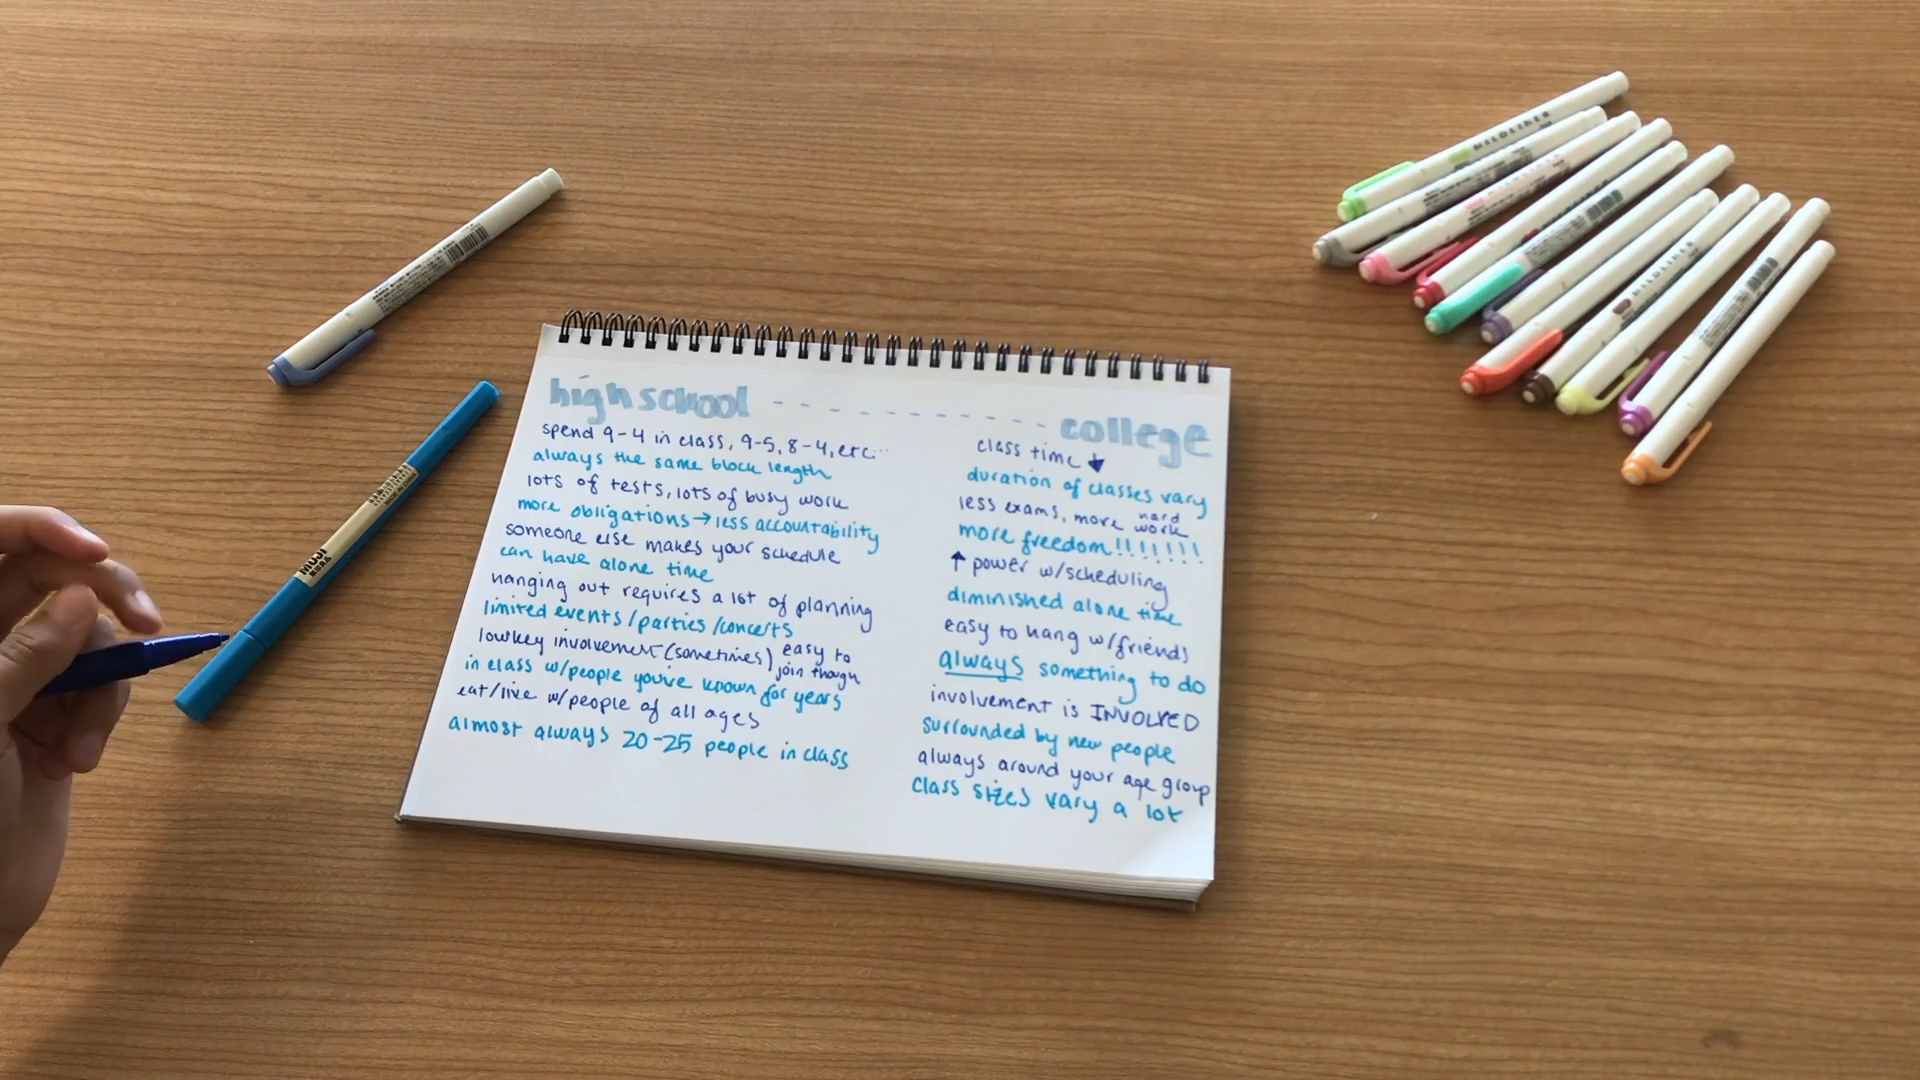 high school - - - - - - - - - - college
spend 9-4 in class, 9-5, 8-4, etc...
always the same block length
lots of tests, lots of busy work
more obligations → less accountability
someone else makes your schedule
can have alone time
hanging out requires a lot of planning
limited events/parties/concerts
lowkey involvement (sometimes) easy to join though
in class w/people you've known for years
eat/live w/people of all ages
almost always 20-25 people in class
class time ↓
duration of classes vary
less exams, more hard work
more freedom!!!!!!!
↑ power w/scheduling
diminished alone time
easy to hang w/friends
always something to do
involvement is INVOLVED
surrounded by new people
always around your age group
class sizes vary a lot
MUJI
MILDLINER
MILDLINER